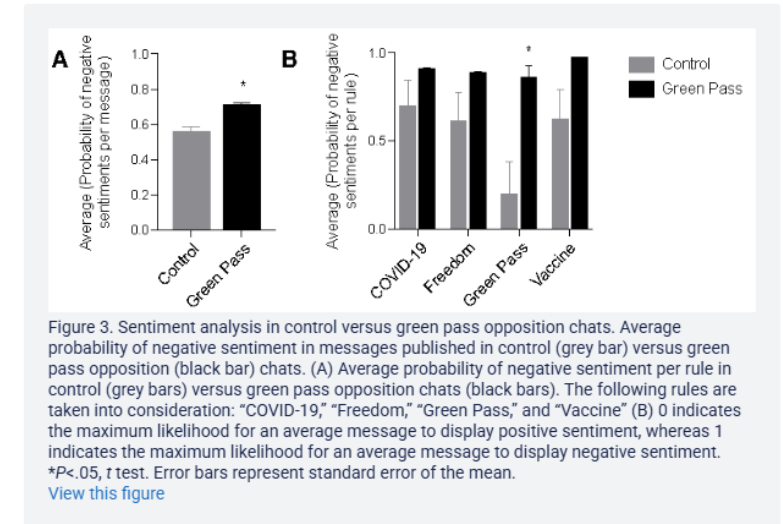 A
Average (Probability of negative
sentiments per message)
1.0
0.8
0.6
0.4
0.2
0.0
*
Control
Green Pass
B
Average (Probability of negative
sentiments per rule)
1.0
0.5
0.0
*
COVID-19
Freedom
Green Pass
Vaccine
Control
Green Pass
Figure 3. Sentiment analysis in control versus green pass opposition chats. Average
probability of negative sentiment in messages published in control (grey bar) versus green
pass opposition (black bar) chats. (A) Average probability of negative sentiment per rule in
control (grey bars) versus green pass opposition chats (black bars). The following rules are
taken into consideration: “COVID-19,” “Freedom,” “Green Pass,” and “Vaccine” (B) 0 indicates
the maximum likelihood for an average message to display positive sentiment, whereas 1
indicates the maximum likelihood for an average message to display negative sentiment.
*P<.05, t test. Error bars represent standard error of the mean.
View this figure